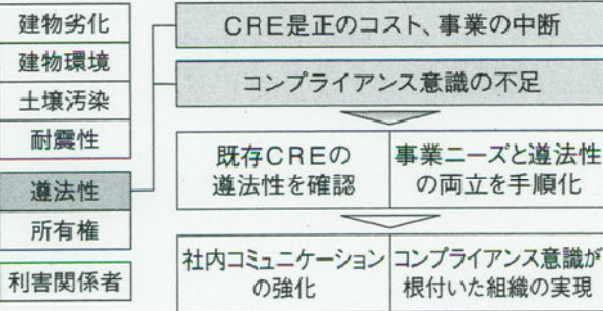 建物劣化
建物環境
土壌汚染
耐震性
遵法性
所有権
利害関係者
CRE是正のコスト、事業の中断
コンプライアンス意識の不足
既存CREの
遵法性を確認
事業ニーズと遵法性
の両立を手順化
社内コミュニケーション
の強化
コンプライアンス意識が
根付いた組織の実現